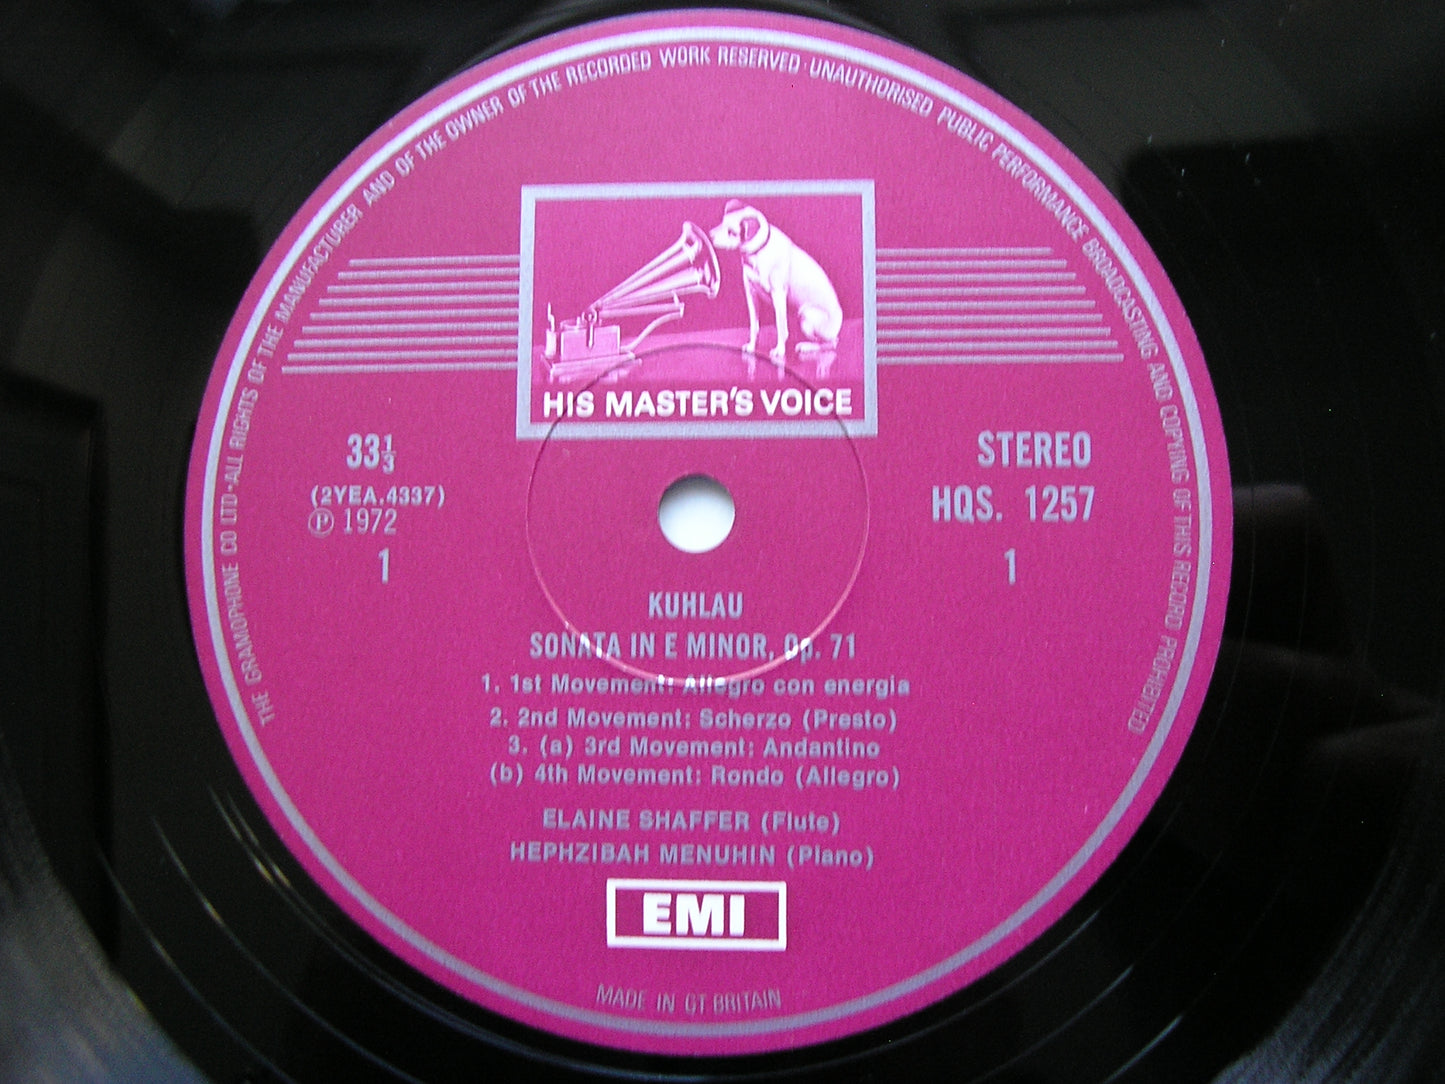 THE GRAMOPHONE CO LTD · ALL RIGHTS OF THE MANUFACTURER AND OF THE OWNER OF THE RECORDED WORK RESERVED · UNAUTHORISED PUBLIC PERFORMANCE BROADCASTING AND COPYING OF THIS RECORD PROHIBITED
HIS MASTER'S VOICE
33⅓
(2YEA.4337)
Ⓟ 1972
1
STEREO
HQS. 1257
1
KUHLAU
SONATA IN E MINOR, Op. 71
1. 1st Movement: Allegro con energia
2. 2nd Movement: Scherzo (Presto)
3. (a) 3rd Movement: Andantino
(b) 4th Movement: Rondo (Allegro)
ELAINE SHAFFER (Flute)
HEPHZIBAH MENUHIN (Piano)
EMI
MADE IN GT BRITAIN